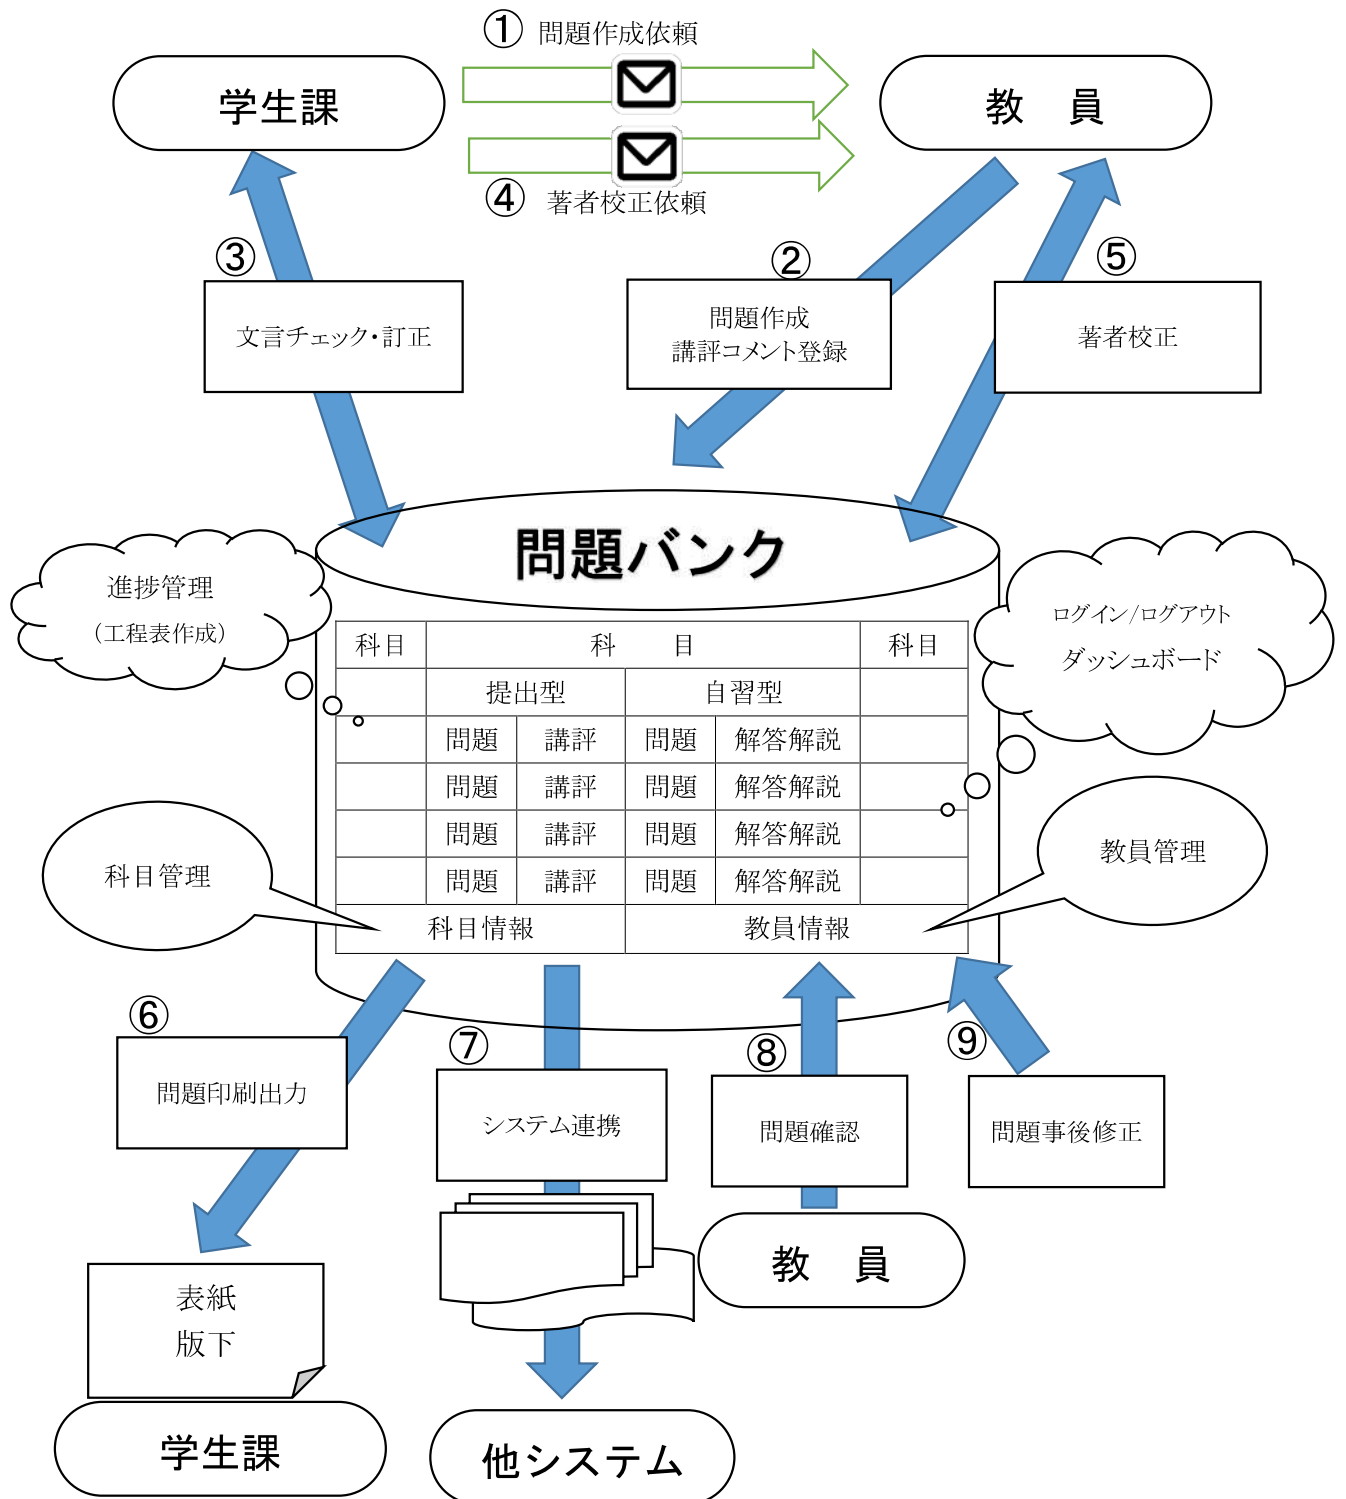 ① 問題作成依頼
学生課
教　員
④ 著者校正依頼
③
文言チェック・訂正
②
問題作成
講評コメント登録
⑤
著者校正
問題バンク
進捗管理
（工程表作成）
ログイン/ログアウト
ダッシュボード
科目 科　目 科目
提出型 自習型
問題 講評 問題 解答解説
問題 講評 問題 解答解説
問題 講評 問題 解答解説
問題 講評 問題 解答解説
科目情報 教員情報
科目管理
教員管理
⑥
問題印刷出力
⑦
システム連携
⑧
問題確認
⑨
問題事後修正
表紙
版下
学生課
他システム
教　員